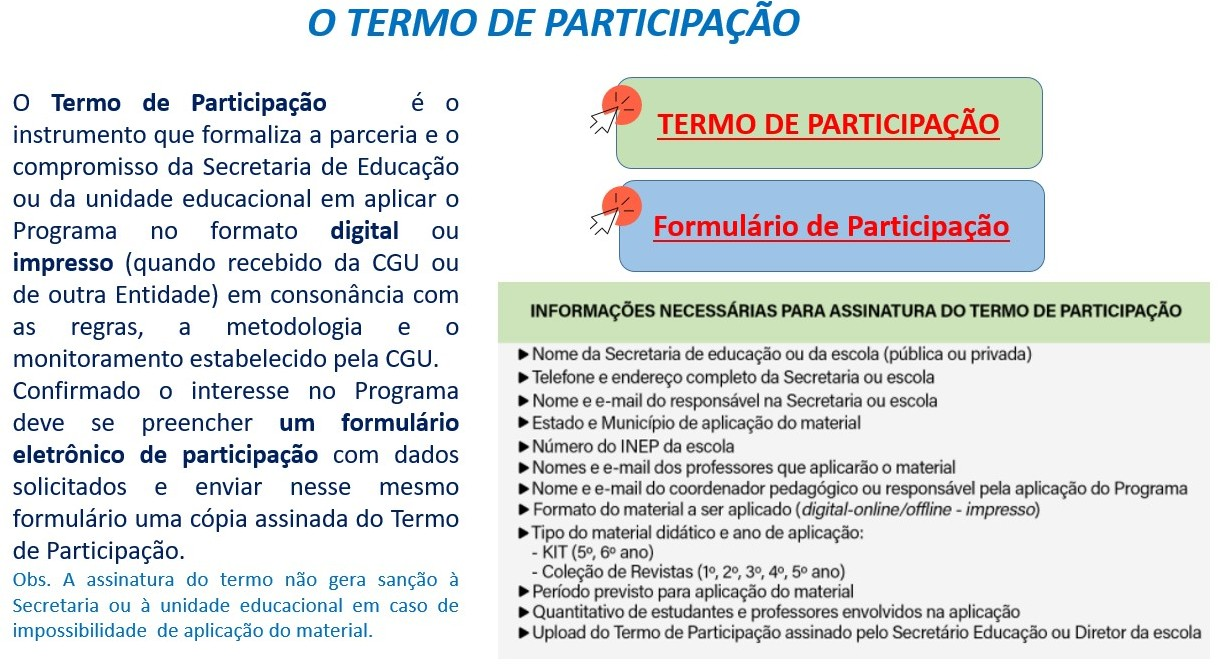 O TERMO DE PARTICIPAÇÃO
O Termo de Participação é o
instrumento que formaliza a parceria e o
compromisso da Secretaria de Educação
ou da unidade educacional em aplicar o
Programa no formato digital ou
impresso (quando recebido da CGU ou
de outra Entidade) em consonância com
as regras, a metodologia e o
monitoramento estabelecido pela CGU.
Confirmado o interesse no Programa
deve se preencher um formulário
eletrônico de participação com dados
solicitados e enviar nesse mesmo
formulário uma cópia assinada do Termo
de Participação.
Obs. A assinatura do termo não gera sanção à
Secretaria ou à unidade educacional em caso de
impossibilidade de aplicação do material.
TERMO DE PARTICIPAÇÃO
Formulário de Participação
INFORMAÇÕES NECESSÁRIAS PARA ASSINATURA DO TERMO DE PARTICIPAÇÃO
▶Nome da Secretaria de educação ou da escola (pública ou privada)
▶Telefone e endereço completo da Secretaria ou escola
▶Nome e e-mail do responsável na Secretaria ou escola
▶Estado e Município de aplicação do material
▶Número do INEP da escola
▶Nomes e e-mail dos professores que aplicarão o material
▶Nome e e-mail do coordenador pedagógico ou responsável pela aplicação do Programa
▶Formato do material a ser aplicado (digital-online/offline - impresso)
▶Tipo do material didático e ano de aplicação:
- KIT (5º, 6º ano)
- Coleção de Revistas (1º, 2º, 3º, 4º, 5º ano)
▶Período previsto para aplicação do material
▶Quantitativo de estudantes e professores envolvidos na aplicação
▶Upload do Termo de Participação assinado pelo Secretário Educação ou Diretor da escola